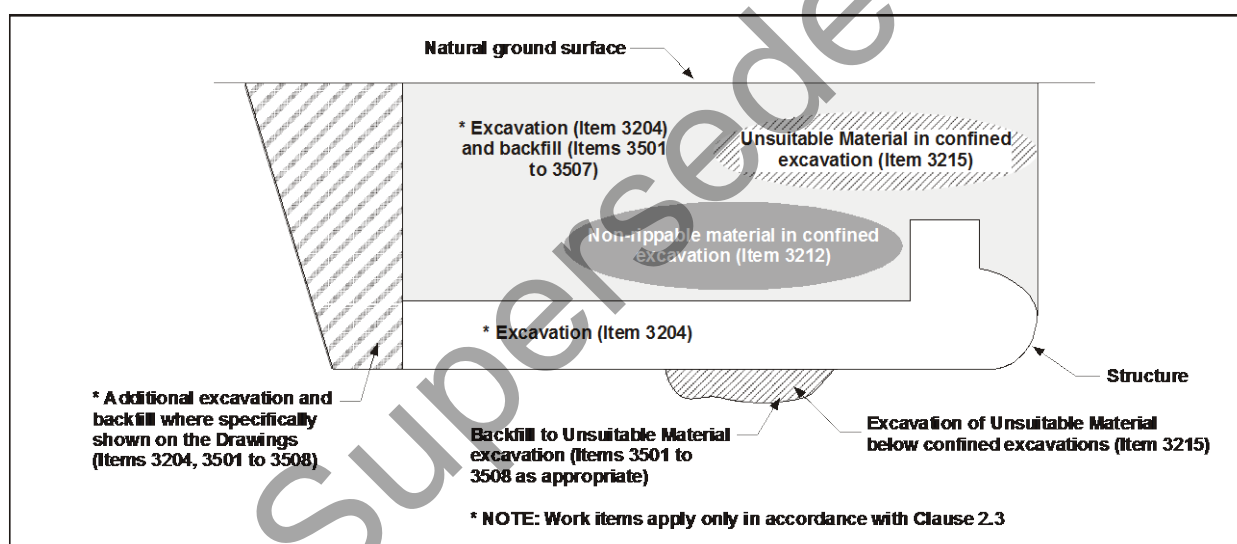 Natural ground surface
* Excavation (Item 3204)
and backfill (Items 3501
to 3507)
Unsuitable Material in confined
excavation (Item 3215)
Non-rippable material in confined
excavation (Item 3212)
* Excavation (Item 3204)
Structure
* Additional excavation and
backfill where specifically
shown on the Drawings
(Items 3204, 3501 to 3508)
Backfill to Unsuitable Material
excavation (Items 3501 to
3508 as appropriate)
Excavation of Unsuitable Material
below confined excavations (Item 3215)
* NOTE: Work items apply only in accordance with Clause 2.3
Supersede